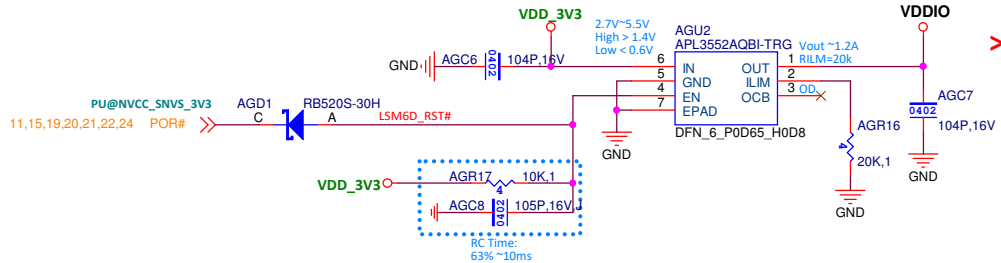 VDD_3V3
2.7V~5.5V
High > 1.4V
Low < 0.6V
AGU2
APL3552AQBI-TRG
VDDIO
>
Vout ~1.2A
RILM=20k
GND
AGC6
0402
104P,16V
6 IN OUT 1
5 GND ILIM 2
4 EN OCB 3 OD
7 EPAD
DFN_6_P0D65_H0D8
GND
PU@NVCC_SNVS_3V3
11,15,19,20,21,22,24 POR#
AGD1
RB520S-30H
C A
LSM6D_RST#
AGC7
0402
104P,16V
GND
AGR16
4
20K,1
GND
VDD_3V3
AGR17
10K,1
4
AGC8
0402
105P,16V,J
RC Time:
63% ~10ms